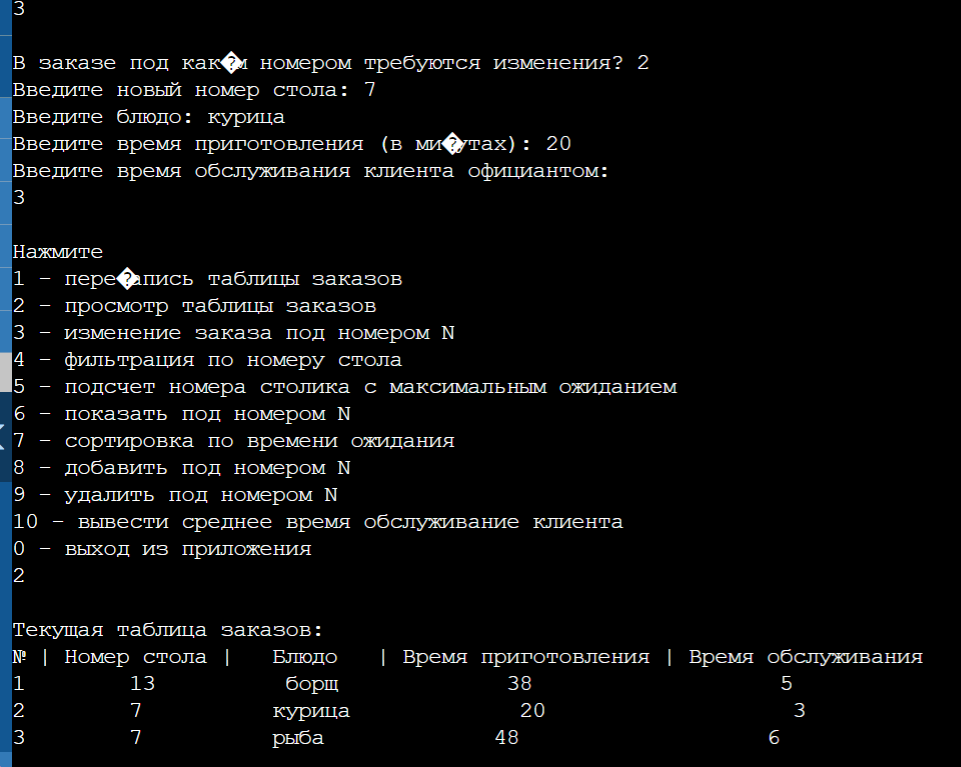 3
В заказе под как�м номером требуются изменения? 2
Введите новый номер стола: 7
Введите блюдо: курица
Введите время приготовления (в ми�утах): 20
Введите время обслуживания клиента официантом:
3
Нажмите
1 – пере�апись таблицы заказов
2 – просмотр таблицы заказов
3 – изменение заказа под номером N
4 – фильтрация по номеру стола
5 – подсчет номера столика с максимальным ожиданием
6 – показать под номером N
7 – сортировка по времени ожидания
8 – добавить под номером N
9 – удалить под номером N
10 – вывести среднее время обслуживание клиента
0 – выход из приложения
2
Текущая таблица заказов:
№ | Номер стола | Блюдо | Время приготовления | Время обслуживания
1 13 борщ 38 5
2 7 курица 20 3
3 7 рыба 48 6